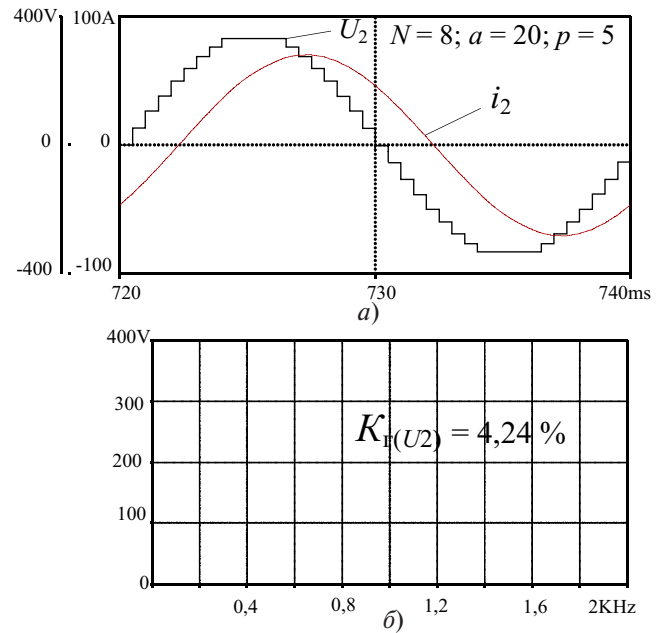 400V 100A U2 N = 8; a = 20; p = 5
i2
0 0
-400 -100
720 730 740ms
а)
400V
300
Kг(U2) = 4,24 %
200
100
0
0,4 0,8 1,2 1,6 2KHz
б)